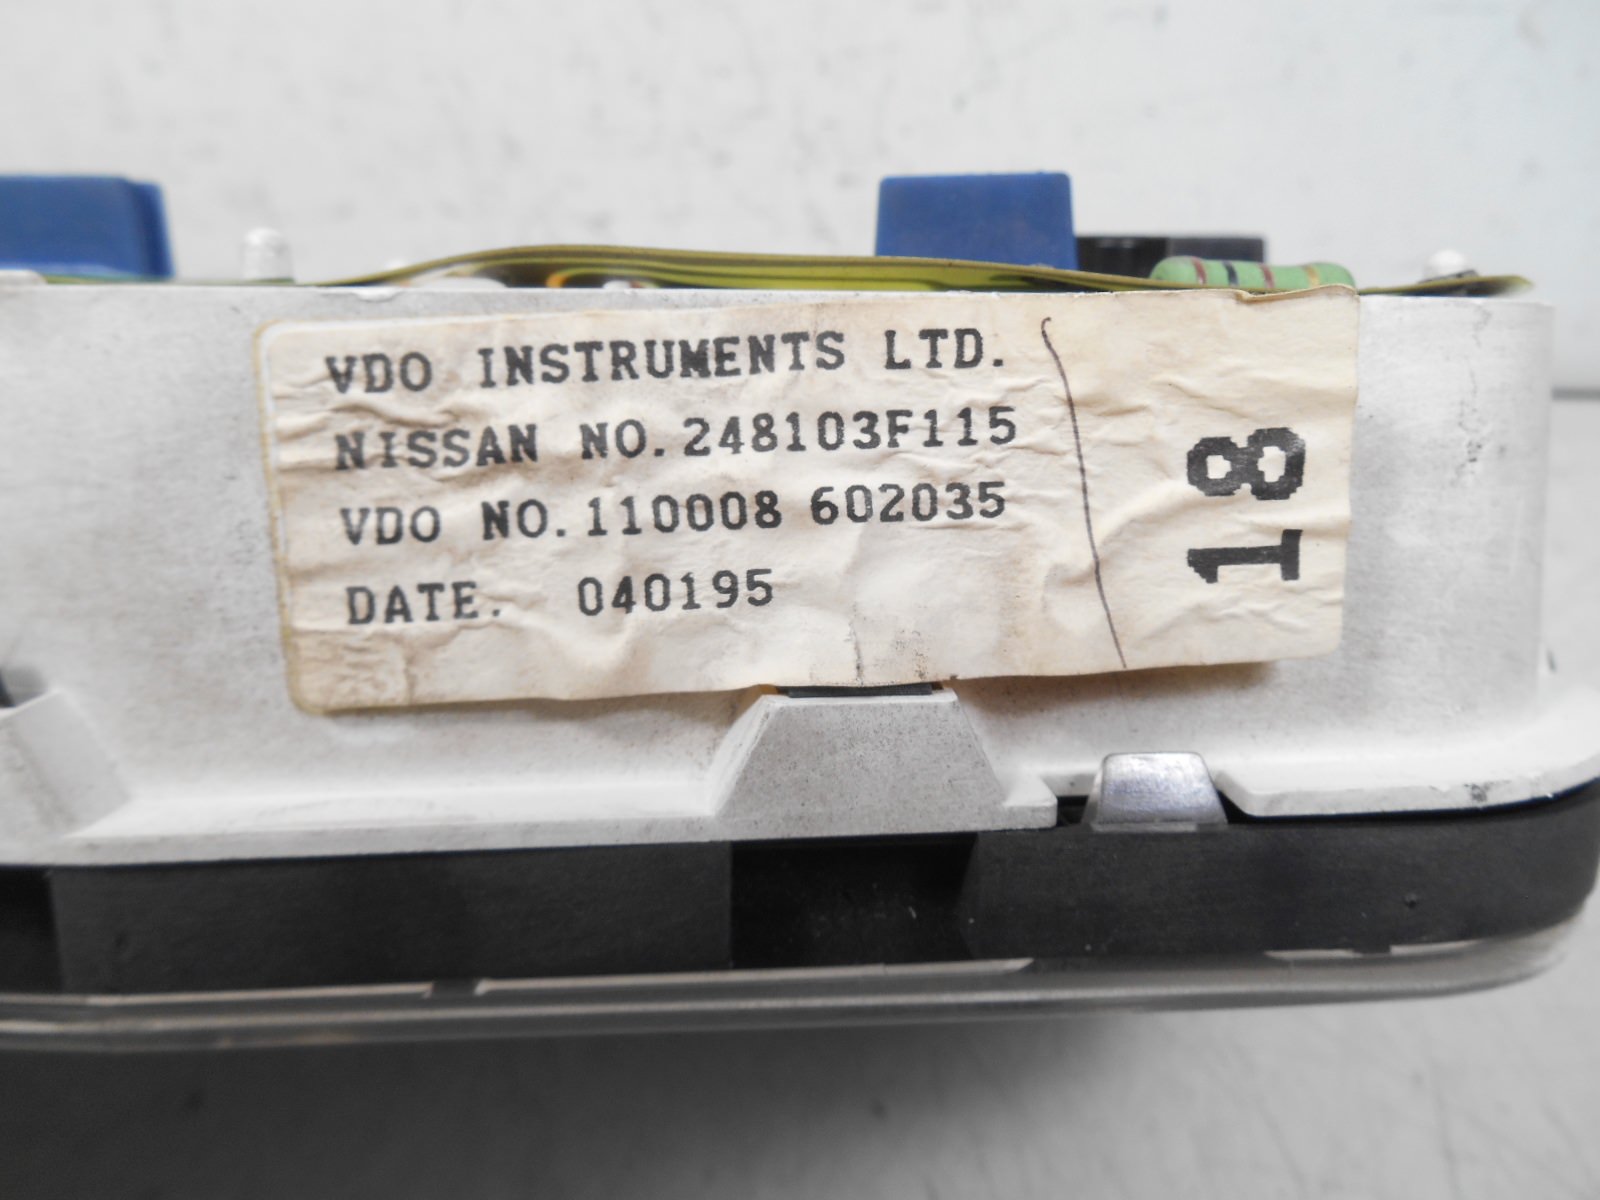 VDO INSTRUMENTS LTD.
NISSAN NO.248103F115
VDO NO.110008 602035
DATE. 040195
18